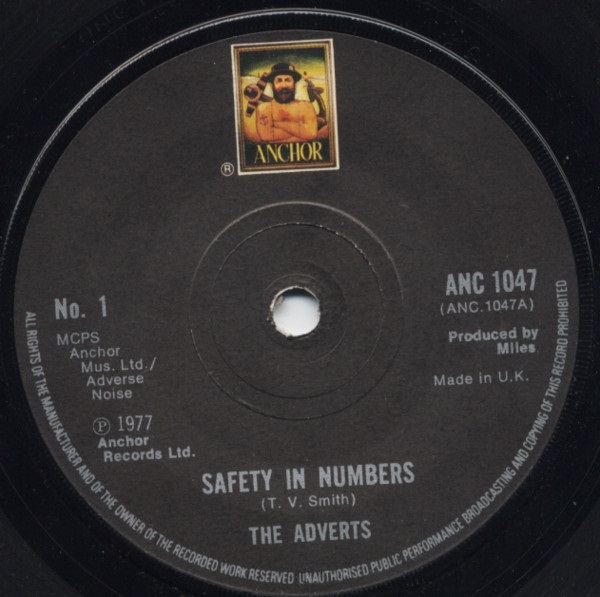 ANCHOR
®
No. 1
MCPS
Anchor
Mus. Ltd./
Adverse
Noise
℗ 1977
Anchor
Records Ltd.
ANC 1047
(ANC.1047A)
Produced by
Miles
Made in U.K.
SAFETY IN NUMBERS
(T. V. Smith)
THE ADVERTS
ALL RIGHTS OF THE MANUFACTURER AND OF THE OWNER OF THE RECORDED WORK RESERVED UNAUTHORISED PUBLIC PERFORMANCE BROADCASTING AND COPYING OF THIS RECORD PROHIBITED